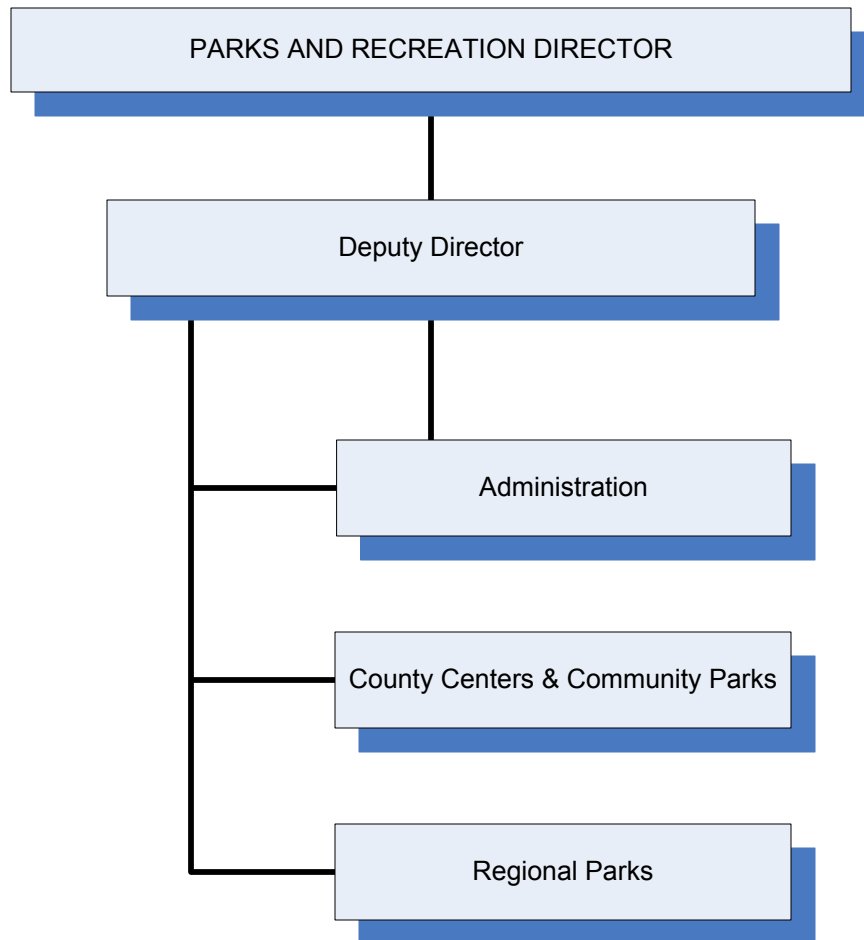 PARKS AND RECREATION DIRECTOR
Deputy Director
Administration
County Centers & Community Parks
Regional Parks